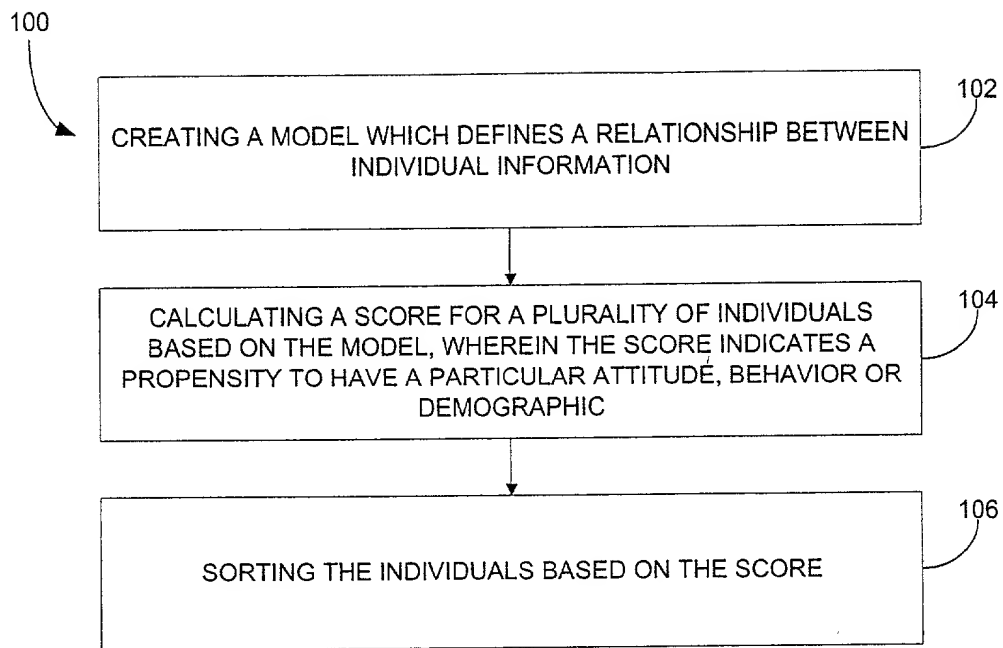 100
102
CREATING A MODEL WHICH DEFINES A RELATIONSHIP BETWEEN
INDIVIDUAL INFORMATION
104
CALCULATING A SCORE FOR A PLURALITY OF INDIVIDUALS
BASED ON THE MODEL, WHEREIN THE SCORE INDICATES A
PROPENSITY TO HAVE A PARTICULAR ATTITUDE, BEHAVIOR OR
DEMOGRAPHIC
106
SORTING THE INDIVIDUALS BASED ON THE SCORE